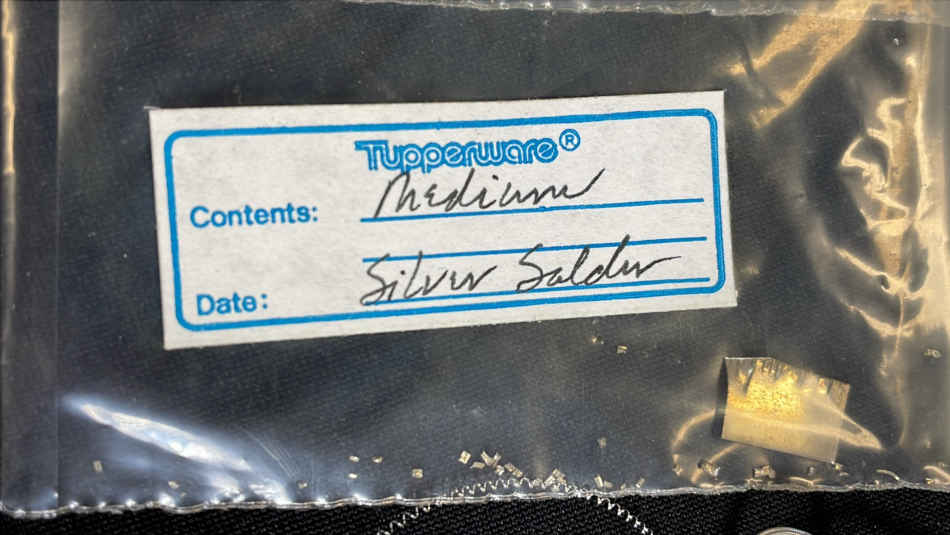 Tupperware®
Contents: Medium
Silver Solder
Date: